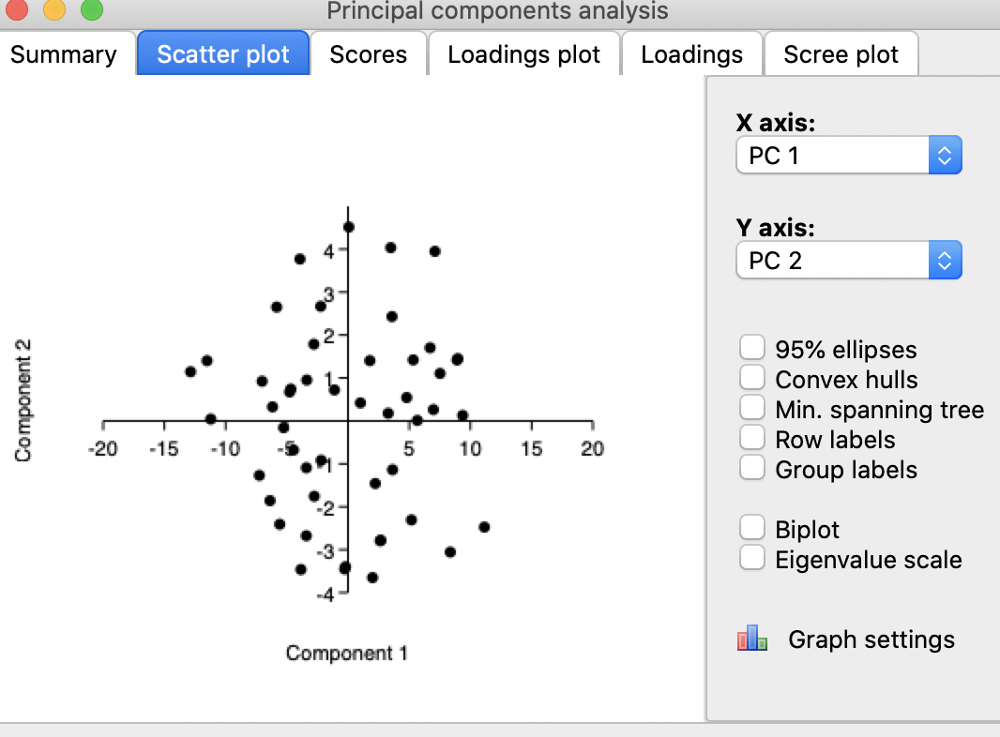 Principal components analysis
Summary Scatter plot Scores Loadings plot Loadings Scree plot
X axis:
PC 1
Y axis:
PC 2
95% ellipses
Convex hulls
Min. spanning tree
Row labels
Group labels
Biplot
Eigenvalue scale
Graph settings
Component 2
4
3
2
1
-20 -15 -10 -5 5 10 15 20
-1
-2
-3
-4
Component 1